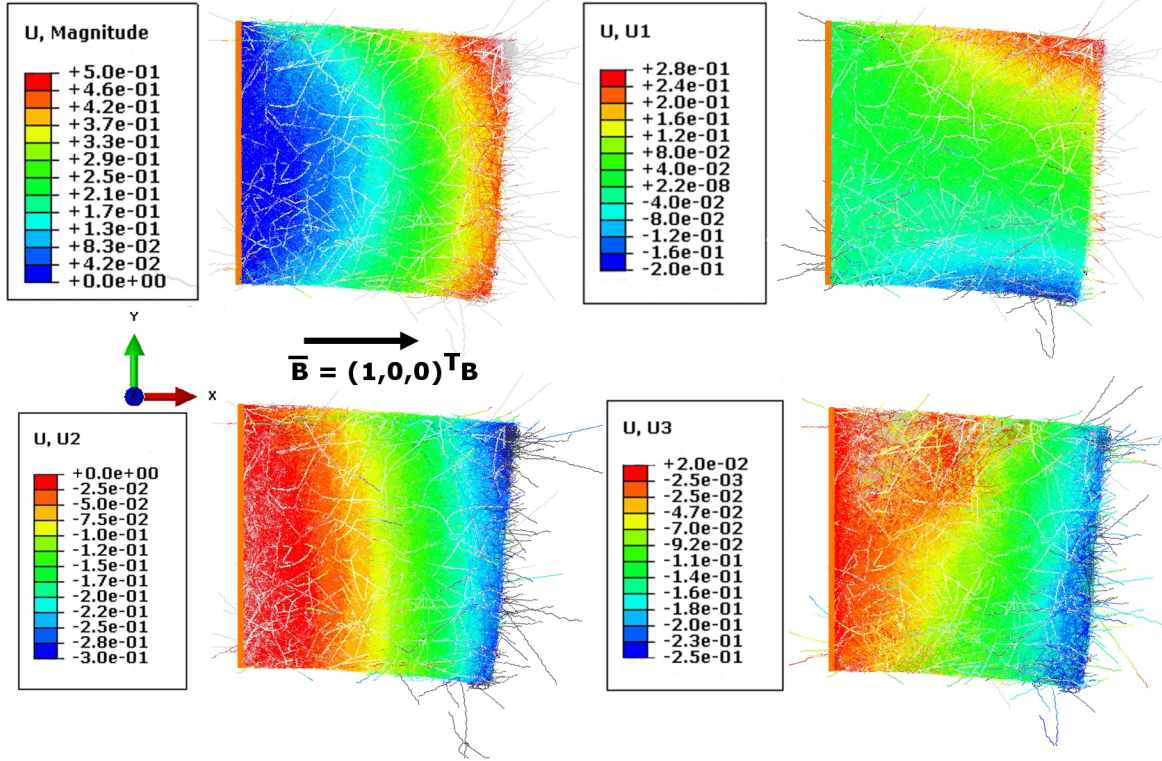 U, Magnitude
+5.0e-01
+4.6e-01
+4.2e-01
+3.7e-01
+3.3e-01
+2.9e-01
+2.5e-01
+2.1e-01
+1.7e-01
+1.3e-01
+8.3e-02
+4.2e-02
+0.0e+00
U, U1
+2.8e-01
+2.4e-01
+2.0e-01
+1.6e-01
+1.2e-01
+8.0e-02
+4.0e-02
+2.2e-08
-4.0e-02
-8.0e-02
-1.2e-01
-1.6e-01
-2.0e-01
Y
Z
X
B̅ = (1,0,0)ᵀB
U, U2
+0.0e+00
-2.5e-02
-5.0e-02
-7.5e-02
-1.0e-01
-1.2e-01
-1.5e-01
-1.7e-01
-2.0e-01
-2.2e-01
-2.5e-01
-2.8e-01
-3.0e-01
U, U3
+2.0e-02
-2.5e-03
-2.5e-02
-4.7e-02
-7.0e-02
-9.2e-02
-1.1e-01
-1.4e-01
-1.6e-01
-1.8e-01
-2.0e-01
-2.3e-01
-2.5e-01